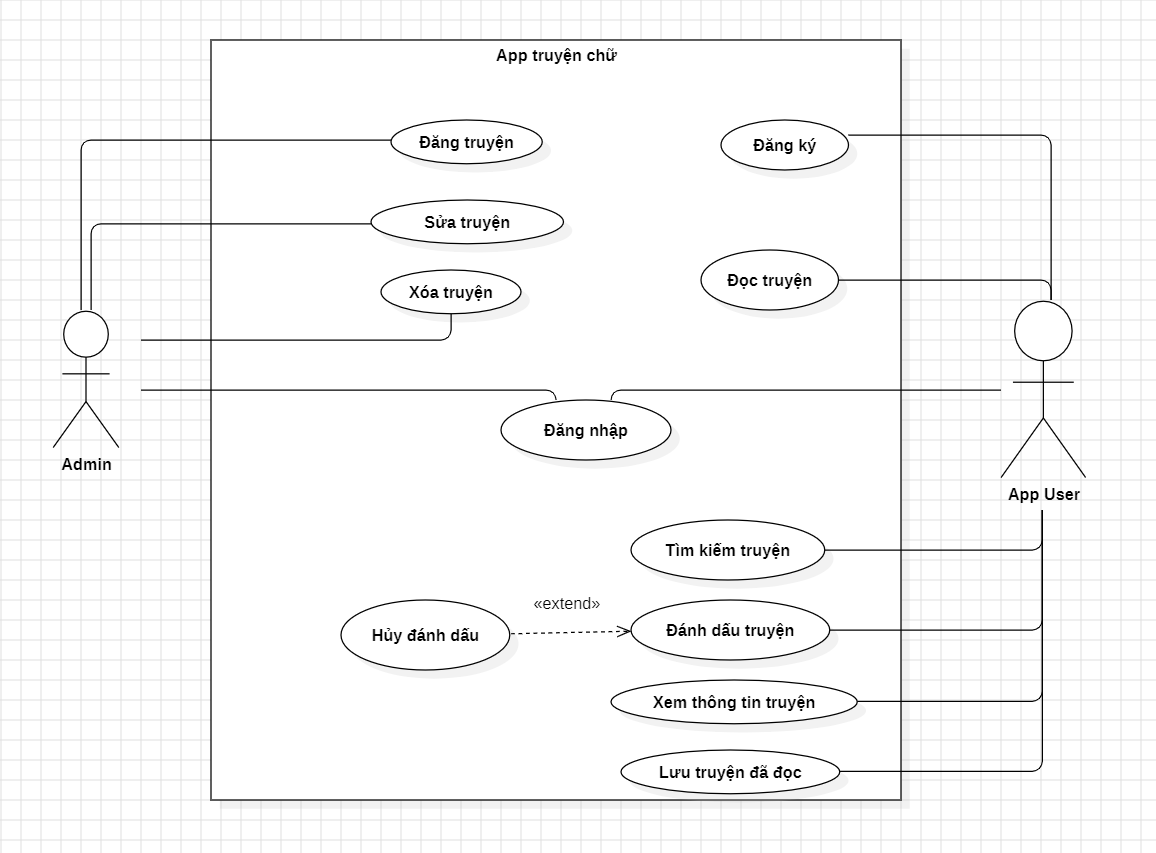 App truyện chữ
Đăng truyện
Đăng ký
Sửa truyện
Xóa truyện
Đọc truyện
Đăng nhập
Admin
App User
Tìm kiếm truyện
«extend»
Hủy đánh dấu
Đánh dấu truyện
Xem thông tin truyện
Lưu truyện đã đọc